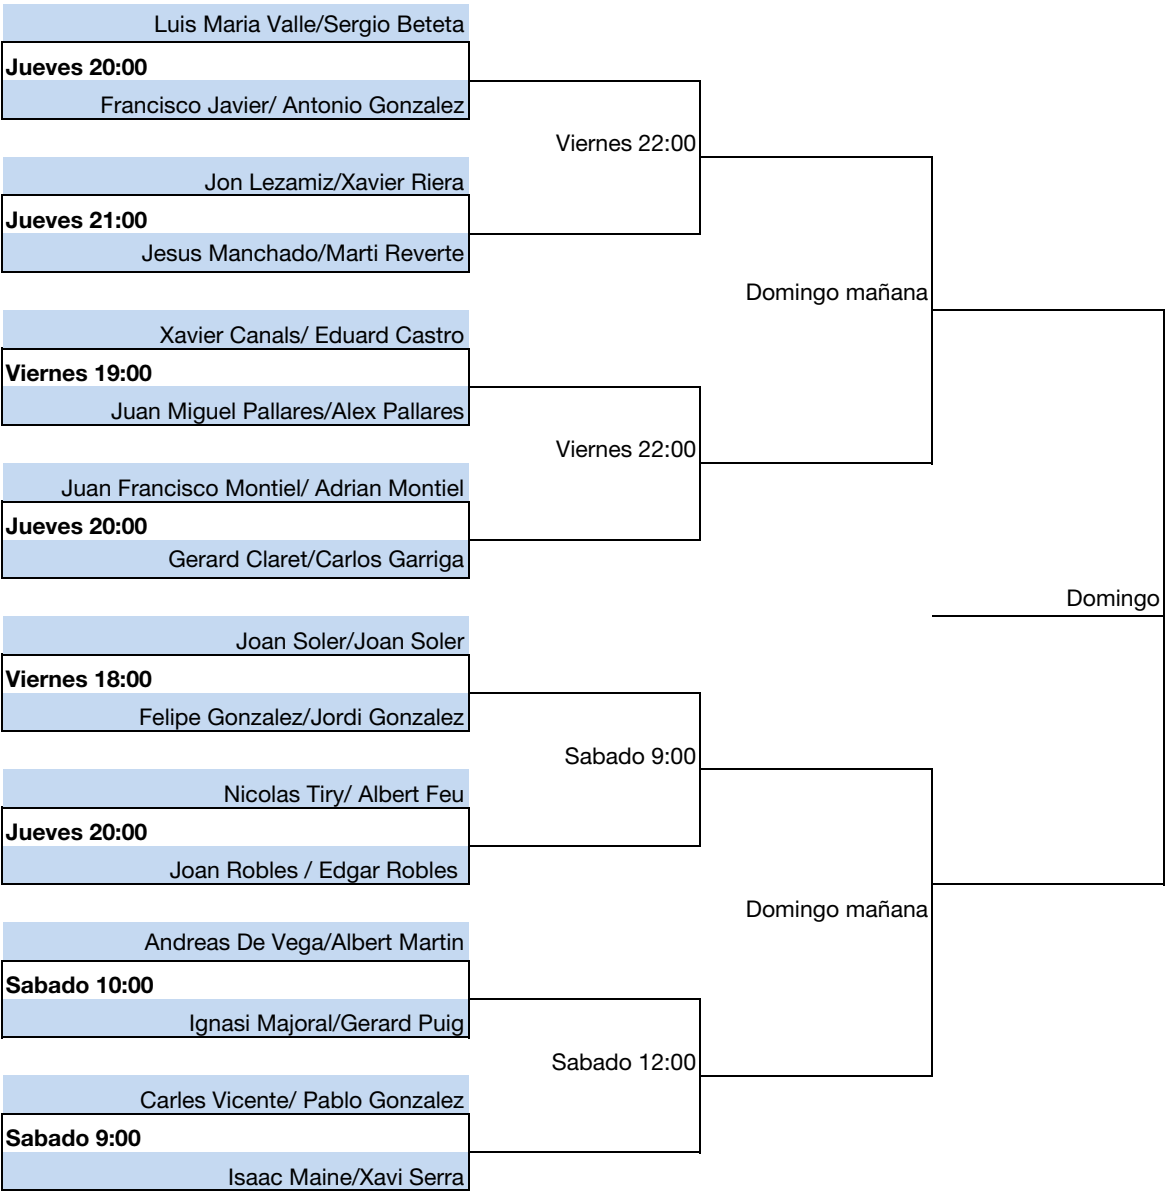 Luis Maria Valle/Sergio Beteta
Jueves 20:00
Francisco Javier/ Antonio Gonzalez
Viernes 22:00
Jon Lezamiz/Xavier Riera
Jueves 21:00
Jesus Manchado/Marti Reverte
Domingo mañana
Xavier Canals/ Eduard Castro
Viernes 19:00
Juan Miguel Pallares/Alex Pallares
Viernes 22:00
Juan Francisco Montiel/ Adrian Montiel
Jueves 20:00
Gerard Claret/Carlos Garriga
Domingo
Joan Soler/Joan Soler
Viernes 18:00
Felipe Gonzalez/Jordi Gonzalez
Sabado 9:00
Nicolas Tiry/ Albert Feu
Jueves 20:00
Joan Robles / Edgar Robles
Domingo mañana
Andreas De Vega/Albert Martin
Sabado 10:00
Ignasi Majoral/Gerard Puig
Sabado 12:00
Carles Vicente/ Pablo Gonzalez
Sabado 9:00
Isaac Maine/Xavi Serra